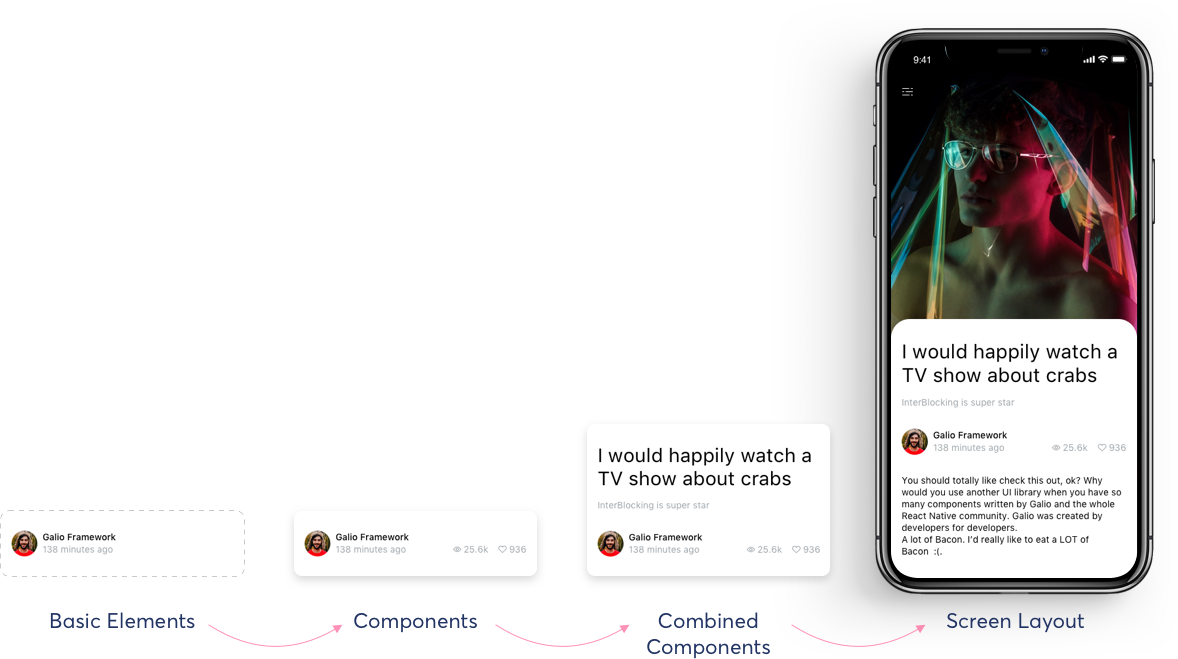 Galio Framework
138 minutes ago
Basic Elements
Galio Framework
138 minutes ago
25.6k
936
Components
I would happily watch a
TV show about crabs
InterBlocking is super star
Galio Framework
138 minutes ago
25.6k
936
Combined
Components
9:41
I would happily watch a
TV show about crabs
InterBlocking is super star
Galio Framework
138 minutes ago
25.6k
936
You should totally like check this out, ok? Why
would you use another UI library when you have so
many components written by Galio and the whole
React Native community. Galio was created by
developers for developers.
A lot of Bacon. I'd really like to eat a LOT of
Bacon :(.
Screen Layout